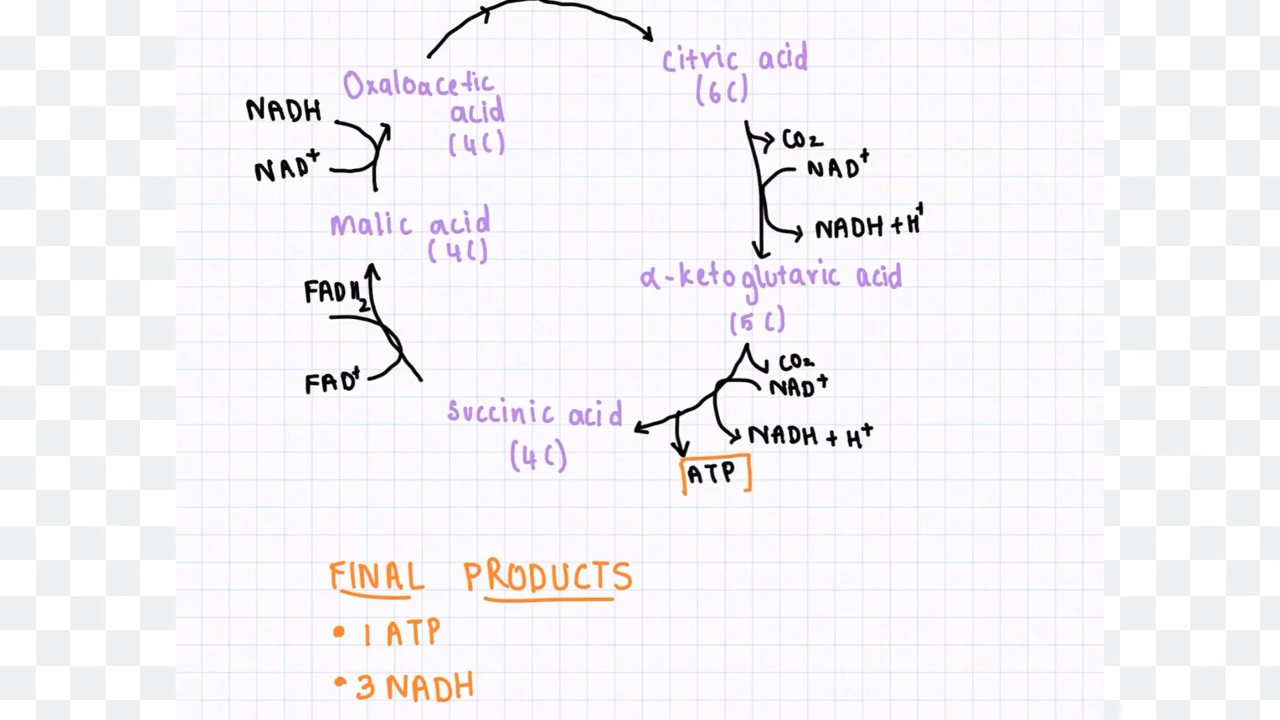 Oxaloacetic
acid
(4C)
Citric acid
(6C)
NADH
NAD+
CO2
NAD+
NADH + H+
Malic acid
(4C)
α-ketoglutaric acid
(5C)
FADH2
FAD+
CO2
NAD+
NADH + H+
Succinic acid
(4C)
ATP
FINAL PRODUCTS
• 1 ATP
• 3 NADH